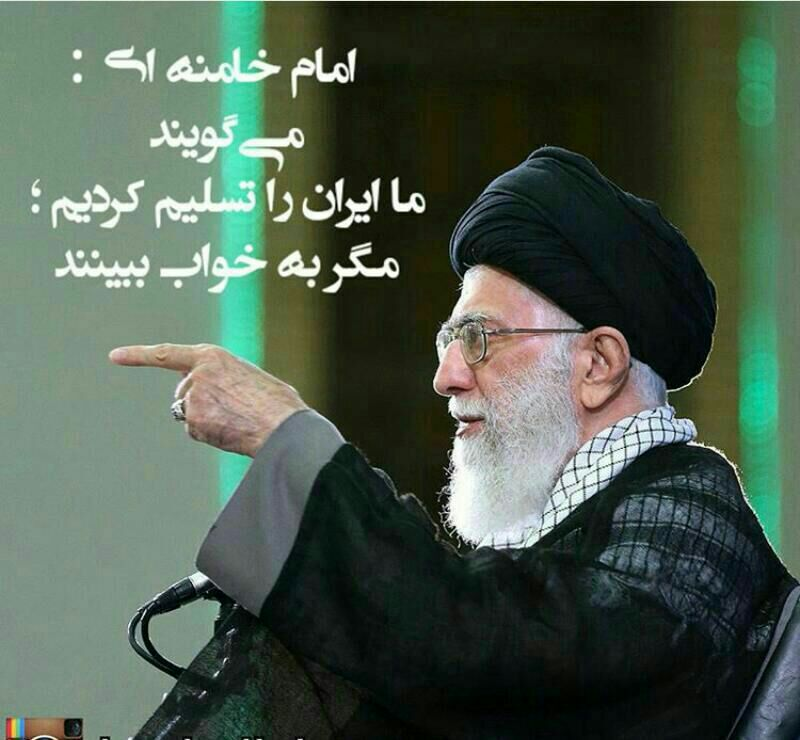 امام خامنه ای :
می‌گویند
ما ایران را تسلیم کردیم ؛
مگر به خواب ببینند